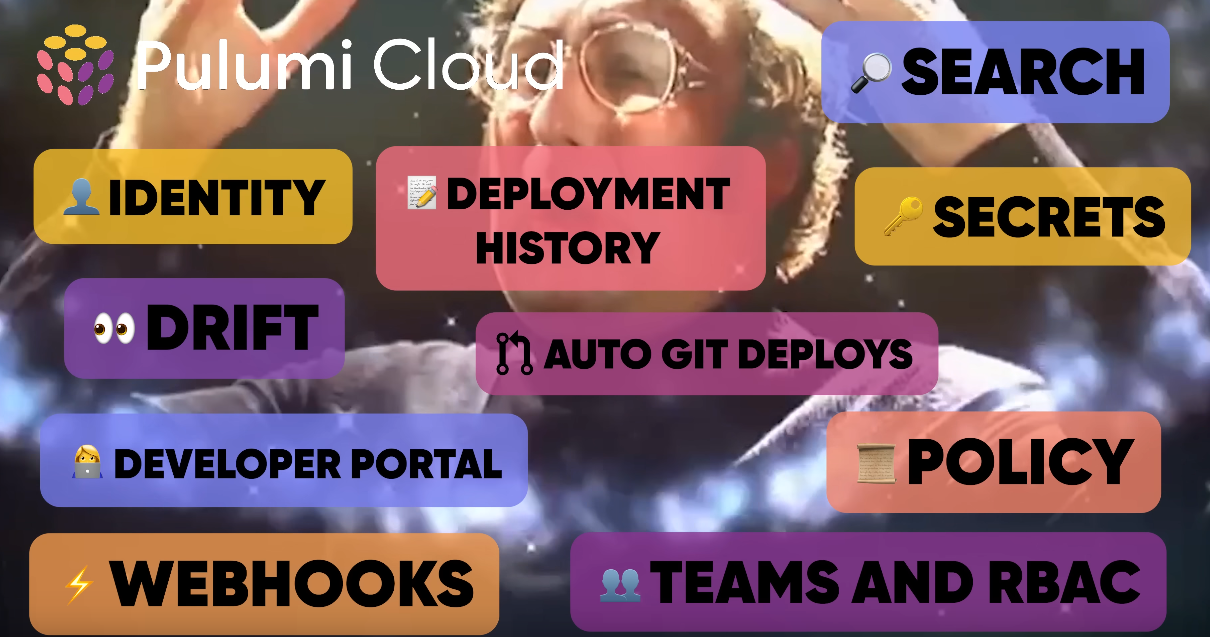 Pulumi Cloud
SEARCH
IDENTITY
DEPLOYMENT
HISTORY
SECRETS
DRIFT
AUTO GIT DEPLOYS
DEVELOPER PORTAL
POLICY
WEBHOOKS
TEAMS AND RBAC